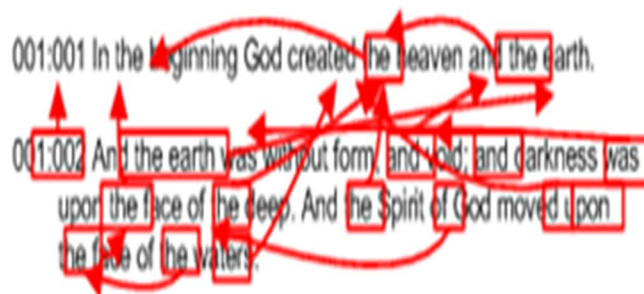 001:001 In the beginning God created the heaven and the earth.
001:002 And the earth was without form, and void; and darkness was
upon the face of the deep. And the Spirit of God moved upon
the face of the waters.